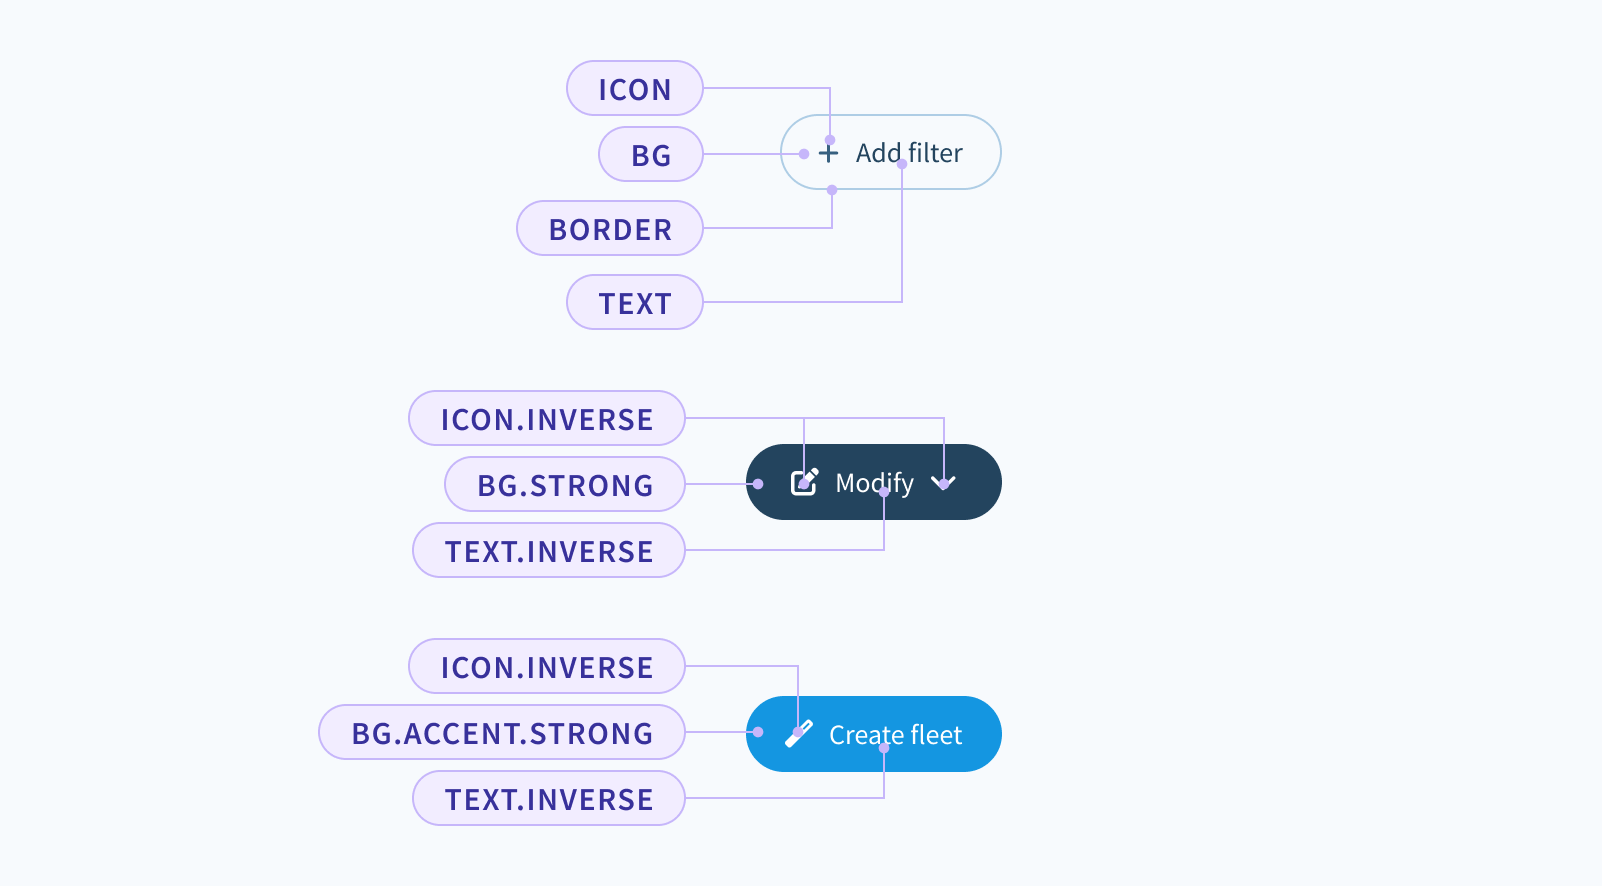 ICON
BG
Add filter
BORDER
TEXT
ICON.INVERSE
BG.STRONG
Modify
TEXT.INVERSE
ICON.INVERSE
BG.ACCENT.STRONG
Create fleet
TEXT.INVERSE